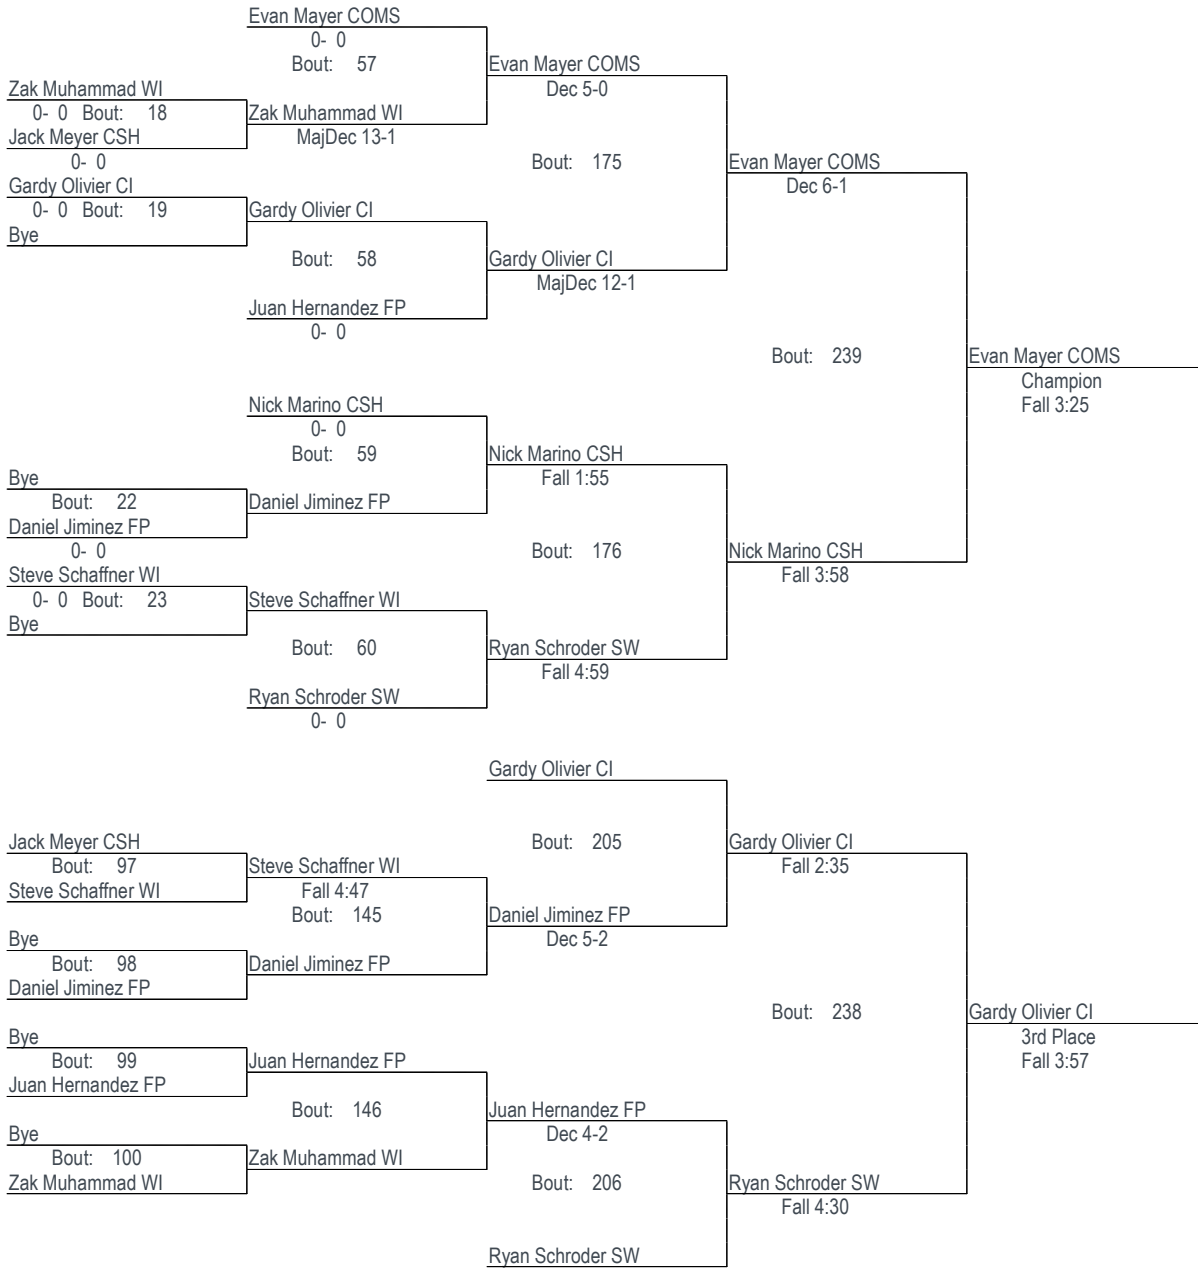 Evan Mayer COMS
0- 0
Bout: 57
Evan Mayer COMS
Dec 5-0
Zak Muhammad WI
0- 0 Bout: 18
Zak Muhammad WI
MajDec 13-1
Jack Meyer CSH
0- 0
Bout: 175
Evan Mayer COMS
Dec 6-1
Gardy Olivier CI
0- 0 Bout: 19
Gardy Olivier CI
Bye
Bout: 58
Gardy Olivier CI
MajDec 12-1
Juan Hernandez FP
0- 0
Bout: 239
Evan Mayer COMS
Champion
Fall 3:25
Nick Marino CSH
0- 0
Bout: 59
Nick Marino CSH
Fall 1:55
Bye
Bout: 22
Daniel Jiminez FP
Daniel Jiminez FP
0- 0
Bout: 176
Nick Marino CSH
Fall 3:58
Steve Schaffner WI
0- 0 Bout: 23
Steve Schaffner WI
Bye
Bout: 60
Ryan Schroder SW
Fall 4:59
Ryan Schroder SW
0- 0
Gardy Olivier CI
Bout: 205
Gardy Olivier CI
Fall 2:35
Jack Meyer CSH
Bout: 97
Steve Schaffner WI
Steve Schaffner WI
Fall 4:47
Bout: 145
Daniel Jiminez FP
Dec 5-2
Bye
Bout: 98
Daniel Jiminez FP
Daniel Jiminez FP
Bout: 238
Gardy Olivier CI
3rd Place
Fall 3:57
Bye
Bout: 99
Juan Hernandez FP
Juan Hernandez FP
Bout: 146
Juan Hernandez FP
Dec 4-2
Bye
Bout: 100
Zak Muhammad WI
Zak Muhammad WI
Bout: 206
Ryan Schroder SW
Fall 4:30
Ryan Schroder SW